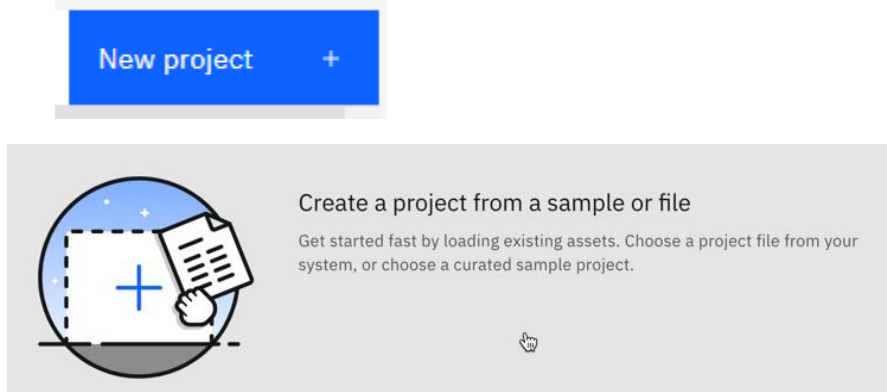 New project +
Create a project from a sample or file
Get started fast by loading existing assets. Choose a project file from your
system, or choose a curated sample project.